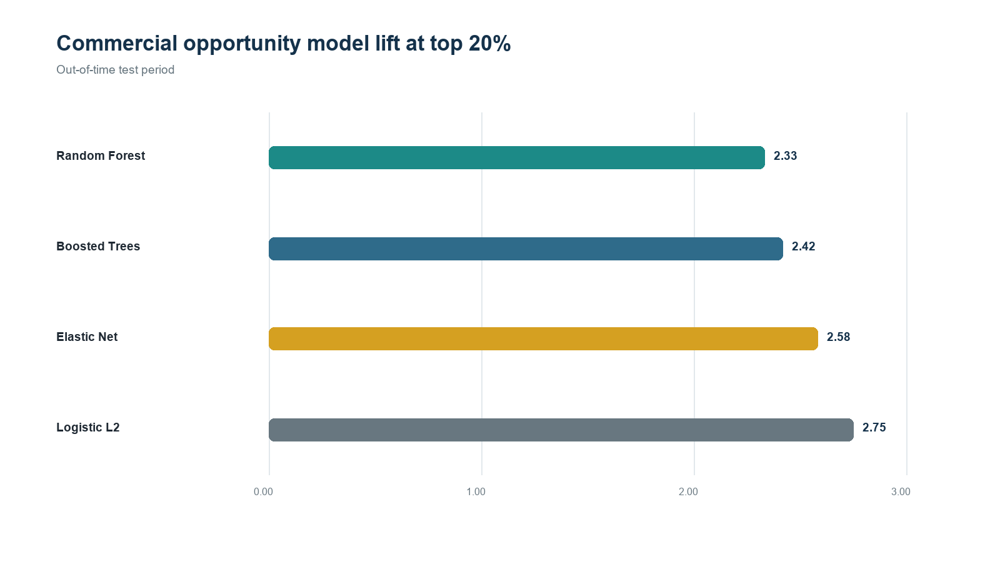 Commercial opportunity model lift at top 20%
Out-of-time test period
Random Forest 2.33
Boosted Trees 2.42
Elastic Net 2.58
Logistic L2 2.75
0.00 1.00 2.00 3.00